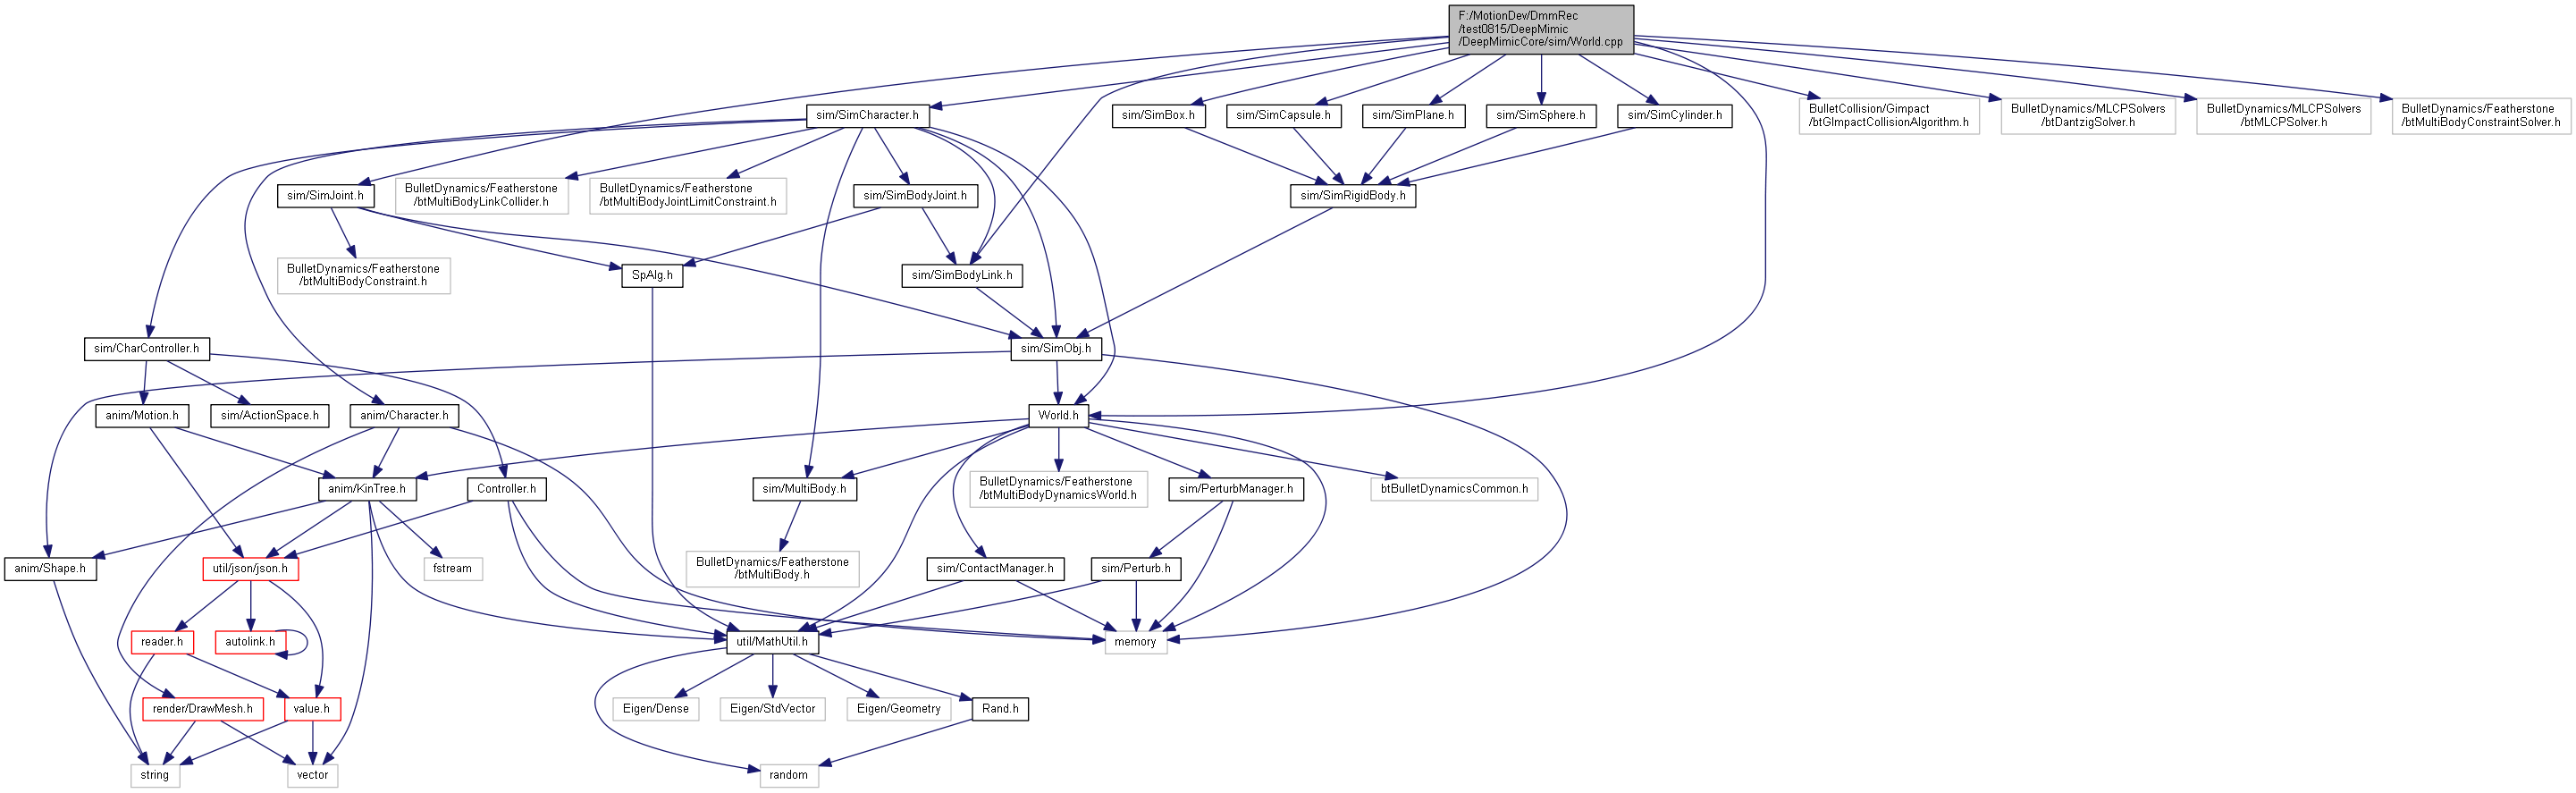 F:/MotionDev/DmmRec
/test0815/DeepMimic
/DeepMimicCore/sim/World.cpp
sim/SimCharacter.h
sim/SimBox.h
sim/SimCapsule.h
sim/SimPlane.h
sim/SimSphere.h
sim/SimCylinder.h
BulletCollision/Gimpact
/btGImpactCollisionAlgorithm.h
BulletDynamics/MLCPSolvers
/btDantzigSolver.h
BulletDynamics/MLCPSolvers
/btMLCPSolver.h
BulletDynamics/Featherstone
/btMultiBodyConstraintSolver.h
sim/SimJoint.h
BulletDynamics/Featherstone
/btMultiBodyLinkCollider.h
BulletDynamics/Featherstone
/btMultiBodyJointLimitConstraint.h
sim/SimBodyJoint.h
sim/SimRigidBody.h
BulletDynamics/Featherstone
/btMultiBodyConstraint.h
SpAlg.h
sim/SimBodyLink.h
sim/CharController.h
sim/SimObj.h
anim/Motion.h
sim/ActionSpace.h
anim/Character.h
World.h
anim/KinTree.h
Controller.h
sim/MultiBody.h
BulletDynamics/Featherstone
/btMultiBodyDynamicsWorld.h
sim/PerturbManager.h
btBulletDynamicsCommon.h
anim/Shape.h
util/json/json.h
fstream
BulletDynamics/Featherstone
/btMultiBody.h
sim/ContactManager.h
sim/Perturb.h
reader.h
autolink.h
util/MathUtil.h
memory
render/DrawMesh.h
value.h
Eigen/Dense
Eigen/StdVector
Eigen/Geometry
Rand.h
string
vector
random